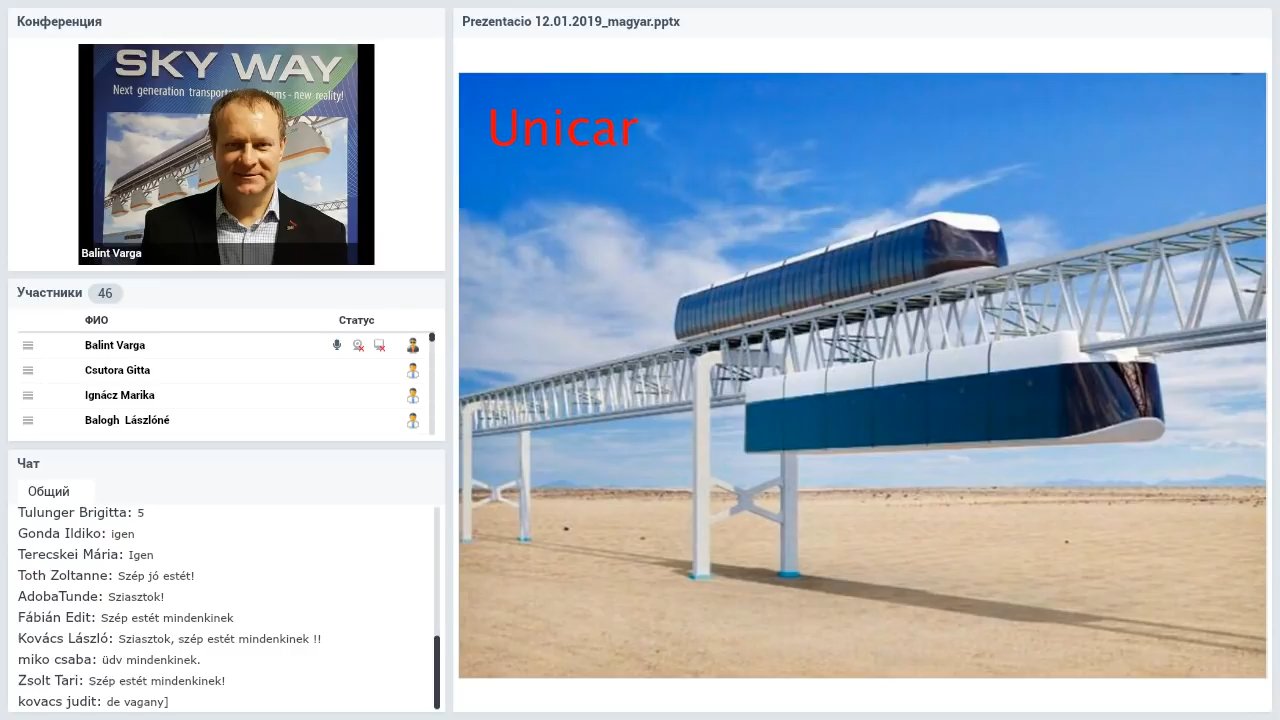 Конференция
SKY WAY
Next generation transport
ems - new reality!
Balint Varga
Участники 46
ФИО Статус
Balint Varga
Csutora Gitta
Ignácz Marika
Balogh Lászlóné
Чат
Общий
Tulunger Brigitta: 5
Gonda Ildiko: igen
Terecskei Mária: Igen
Toth Zoltanne: Szép jó estét!
AdobaTunde: Sziasztok!
Fábián Edit: Szép estét mindenkinek
Kovács László: Sziasztok, szép estét mindenkinek !!
miko csaba: üdv mindenkinek.
Zsolt Tari: Szép estét mindenkinek!
kovacs judit: de vagany]
Prezentacio 12.01.2019_magyar.pptx
Unicar